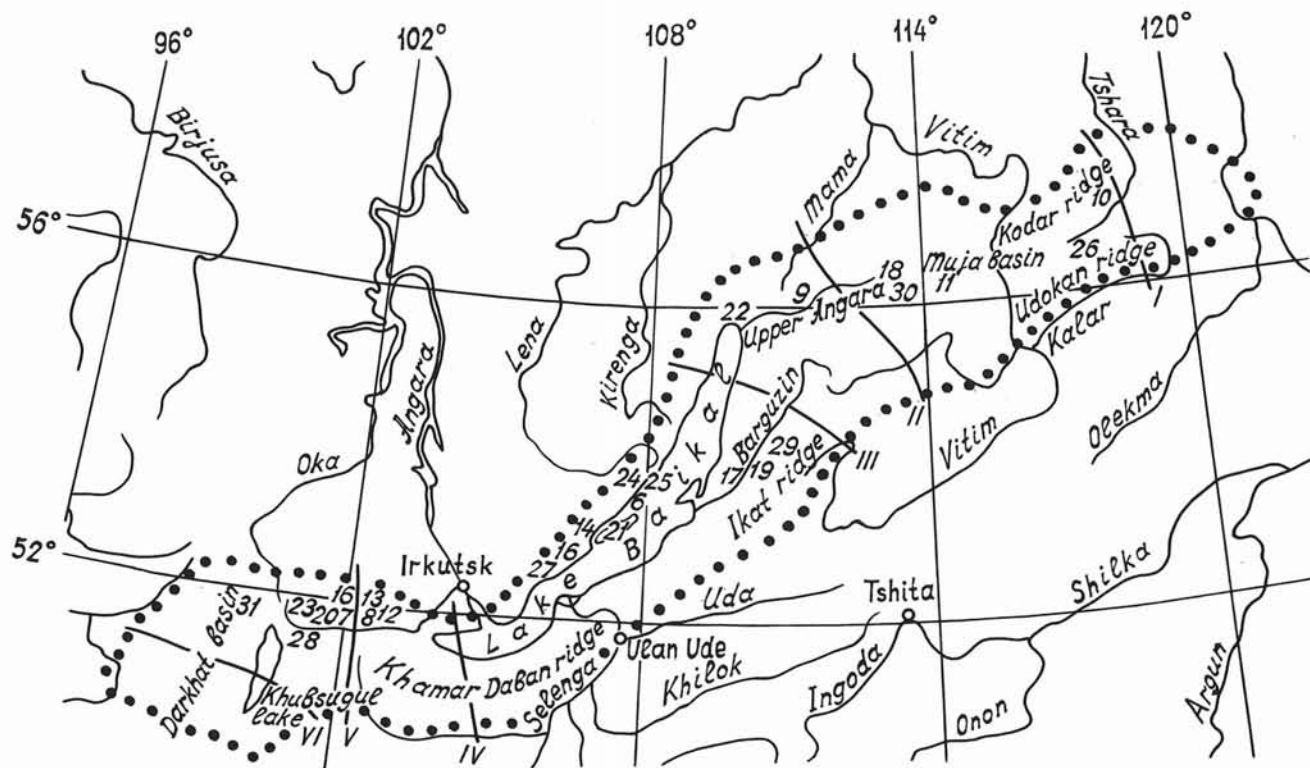 96°
102°
108°
114°
120°
Birjusa
Tshara
Vitim
Mama
Kodar ridge
10
56°
26
Udokan ridge
I
18
Muja basin
11
9
Upper Angara
30
22
Kalar
Lena
Kirenga
Angara
Olekma
II
Barguzin
III
Vitim
29
17
19
Ikat ridge
Oka
24
25
6
14
21
16
27
Lake Baikal
52°
Irkutsk
Tshita
Shilka
Uda
16
13
31
23
20
7
8
12
28
Darkhat basin
Khamar Daban ridge
Ulan Ude
Selenga
Khilok
Ingoda
Argun
Onon
Khubsugul
lake
VI
V
IV